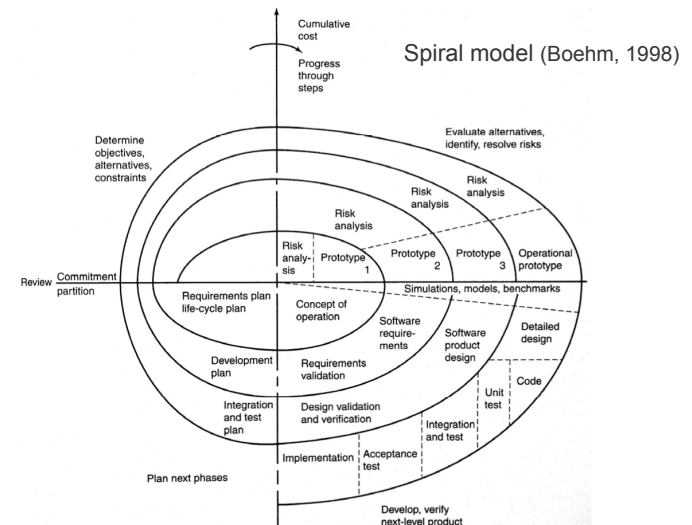 Cumulative
cost
Progress
through
steps
Spiral model (Boehm, 1998)
Determine
objectives,
alternatives,
constraints
Evaluate alternatives,
identify, resolve risks
Risk
analysis
Risk
analysis
Risk
analysis
Risk
analy-
sis
Prototype
1
Prototype
2
Prototype
3
Operational
prototype
Review
Commitment
partition
Simulations, models, benchmarks
Requirements plan
life-cycle plan
Concept of
operation
Software
require-
ments
Software
product
design
Detailed
design
Development
plan
Requirements
validation
Integration
and test
plan
Design validation
and verification
Code
Unit
test
Integration
and test
Acceptance
test
Implementation
Plan next phases
Develop, verify
next-level product